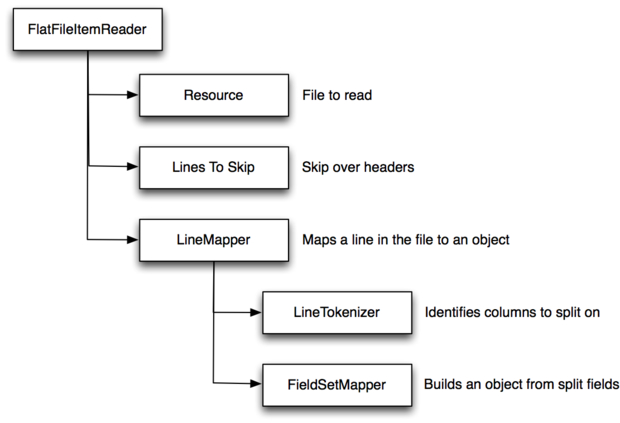 FlatFileItemReader
Resource
File to read
Lines To Skip
Skip over headers
LineMapper
Maps a line in the file to an object
LineTokenizer
Identifies columns to split on
FieldSetMapper
Builds an object from split fields